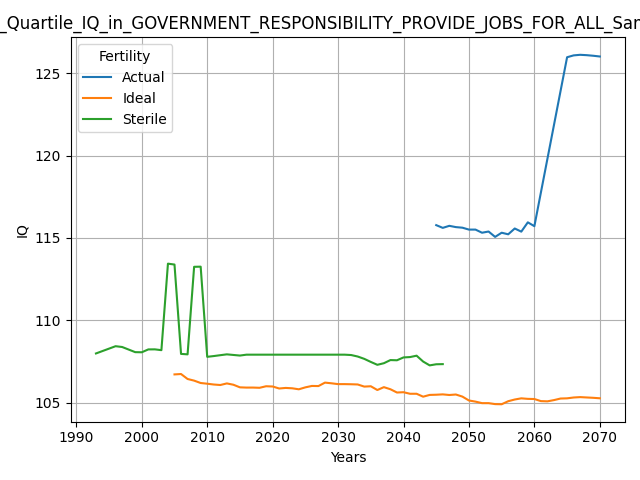 _Quartile_IQ_in_GOVERNMENT_RESPONSIBILITY_PROVIDE_JOBS_FOR_ALL_Sam
Fertility
Actual
Ideal
Sterile
IQ
125
120
115
110
105
1990 2000 2010 2020 2030 2040 2050 2060 2070
Years